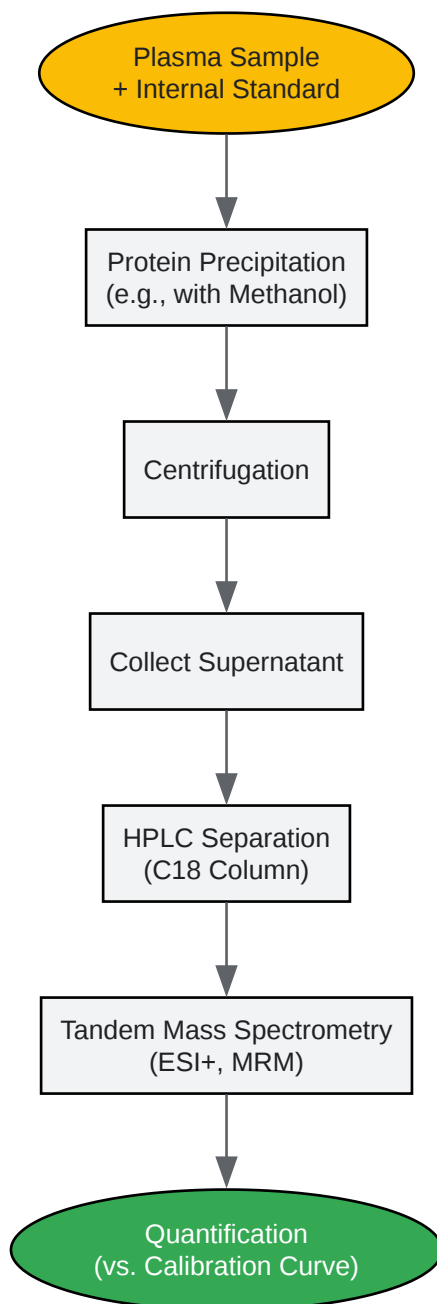 Plasma Sample
+ Internal Standard
Protein Precipitation
(e.g., with Methanol)
Centrifugation
Collect Supernatant
HPLC Separation
(C18 Column)
Tandem Mass Spectrometry
(ESI+, MRM)
Quantification
(vs. Calibration Curve)